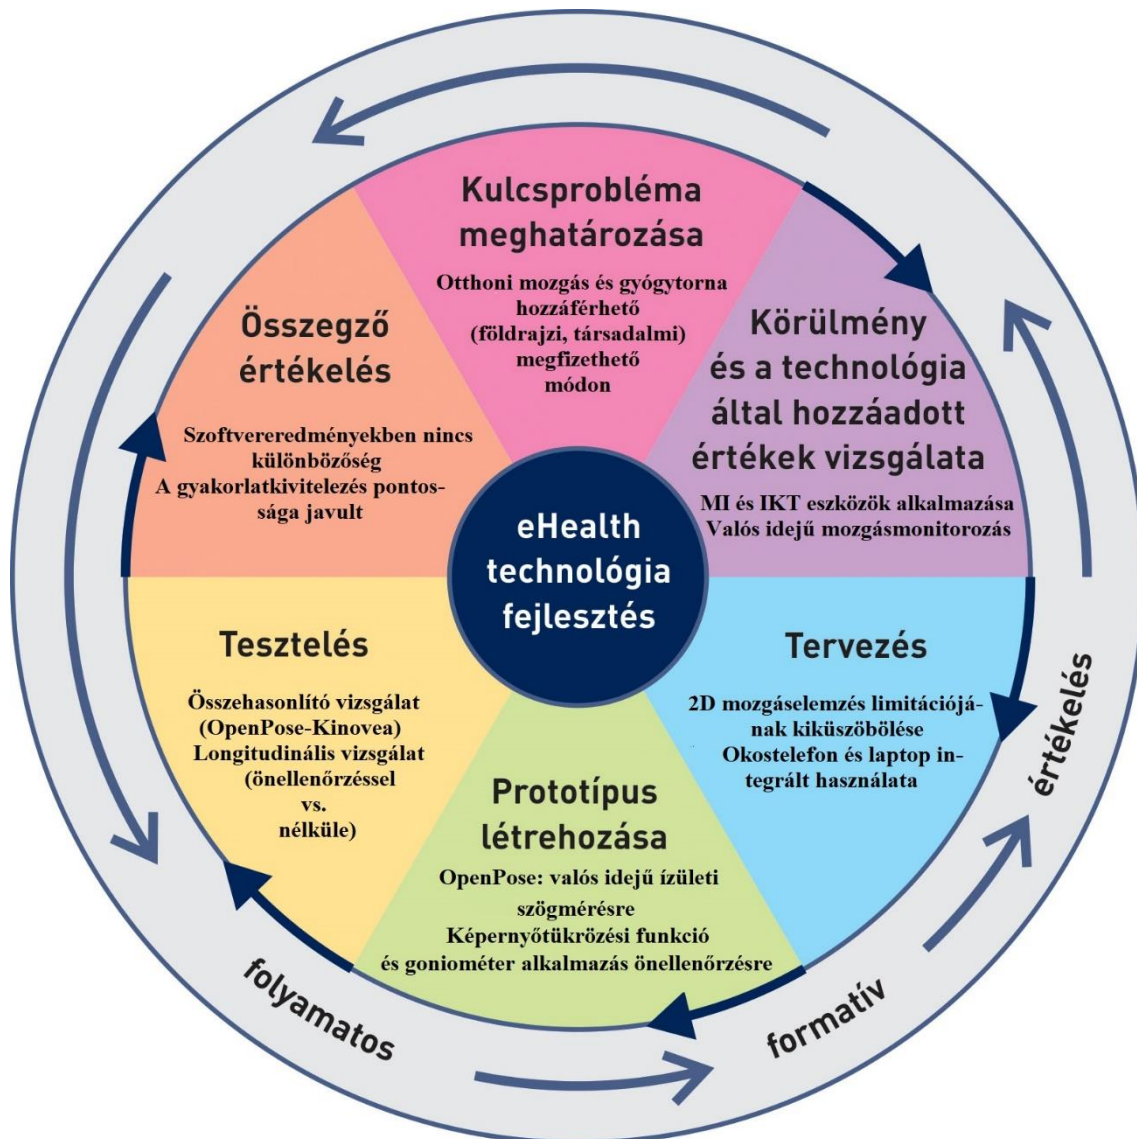 Kulcsprobléma
meghatározása
Otthoni mozgás és gyógytorna
hozzáférhető
(földrajzi, társadalmi)
megfizethető
módon
Körülmény
és a technológia
által hozzáadott
értékek vizsgálata
MI és IKT eszközök alkalmazása
Valós idejű mozgásmonitorozás
Tervezés
2D mozgáselemzés limitációjá-
nak kiküszöbölése
Okostelefon és laptop in-
tegrált használata
Prototípus
létrehozása
OpenPose: valós idejű ízületi
szögmérésre
Képernyőtükrözési funkció
és goniométer alkalmazás önellenőrzésre
Tesztelés
Összehasonlító vizsgálat
(OpenPose-Kinovea)
Longitudinális vizsgálat
(önellenőrzéssel
vs.
nélküle)
Összegző
értékelés
Szoftvereredményekben nincs
különbözőség
A gyakorlatkivitelezés pontos-
sága javult
eHealth
technológia
fejlesztés
folyamatos
formatív
értékelés